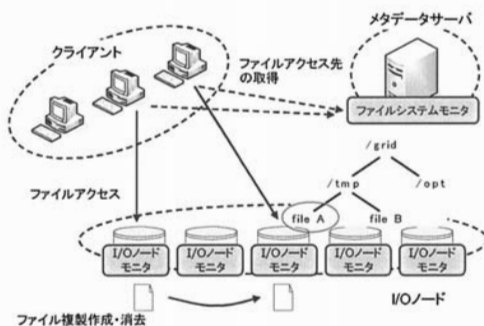 メタデータサーバ
クライアント
ファイルアクセス先
の取得
ファイルシステムモニタ
/grid
/tmp
/opt
ファイルアクセス
file A
file B
I/Oノード
モニタ
I/Oノード
モニタ
I/Oノード
モニタ
I/Oノード
モニタ
I/Oノード
モニタ
I/Oノード
ファイル複製作成・消去